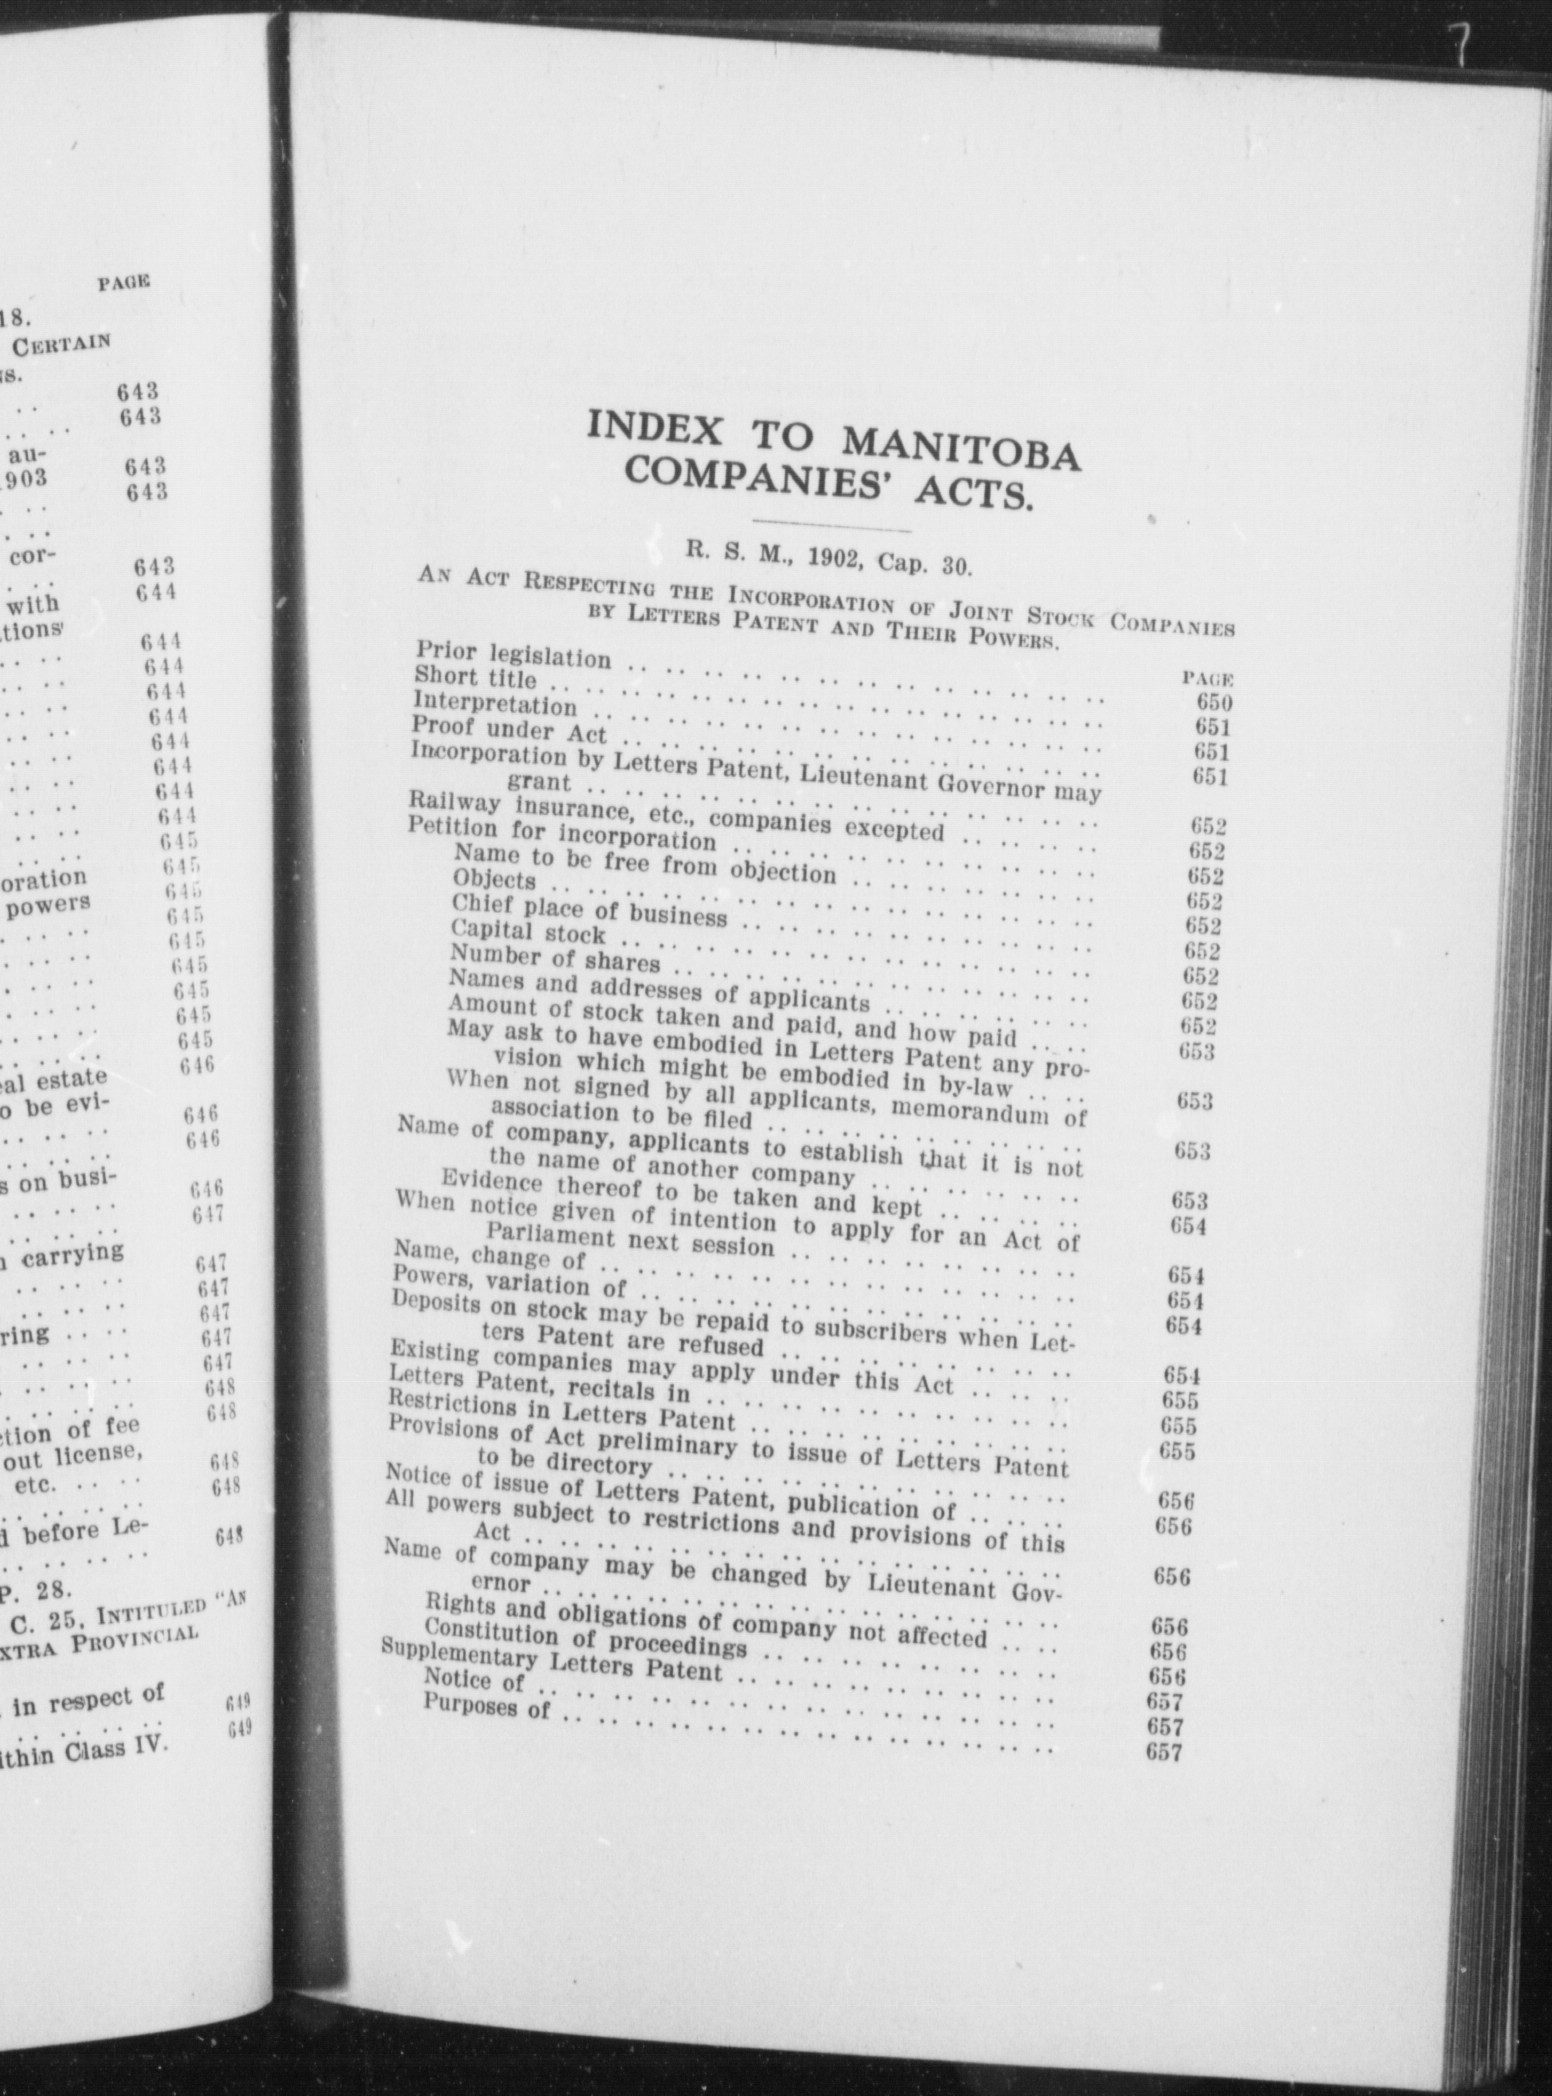 PAGE
18.
CERTAIN
NS.
. . 643
. . . . 643
au-
1903 643
. . . 643
. . . .
cor-
. . . 643
with 644
tions'
. . . . 644
. . . . 644
. . . . 644
. . . . 644
. . . . 644
. . . . 644
. . . . 644
. . . . 644
. . . . 645
oration 645
powers 645
. . . . 645
. . . . 645
. . . . 645
. . . . 645
. . . . 645
. . . . 645
eal estate 646
o be evi-
. . . . . 646
. . . . . 646
s on busi-
. . . . . . 646
. . . . . . 647
n carrying
. . . . . . 647
. . . . . . 647
ring . . . . 647
. . . . . . 647
. . . . . . 647
. . . . . . 648
ction of fee 648
out license,
etc. . . . . 648
. . . . . . 648
d before Le-
. . . . . . 648
P. 28.
C. 25, INTITULED "AN
XTRA PROVINCIAL
in respect of
. . . . . . 649
ithin Class IV. 649
7
INDEX TO MANITOBA
COMPANIES' ACTS.
R. S. M., 1902, Cap. 30.
AN ACT RESPECTING THE INCORPORATION OF JOINT STOCK COMPANIES
BY LETTERS PATENT AND THEIR POWERS.
PAGE
Prior legislation . . . . . . . . 650
Short title . . . . . . . . 651
Interpretation . . . . . . . . 651
Proof under Act . . . . . . . . 651
Incorporation by Letters Patent, Lieutenant Governor may
grant . . . . . . . . 652
Railway insurance, etc., companies excepted . . . . . . 652
Petition for incorporation . . . . . . . . 652
Name to be free from objection . . . . . . . . 652
Objects . . . . . . . . 652
Chief place of business . . . . . . . . 652
Capital stock . . . . . . . . 652
Number of shares . . . . . . . . 652
Names and addresses of applicants . . . . . . . . 652
Amount of stock taken and paid, and how paid . . . . 653
May ask to have embodied in Letters Patent any pro-
vision which might be embodied in by-law . . . . 653
When not signed by all applicants, memorandum of
association to be filed . . . . . . . . 653
Name of company, applicants to establish that it is not
the name of another company . . . . . . . . 653
Evidence thereof to be taken and kept . . . . . . 654
When notice given of intention to apply for an Act of
Parliament next session . . . . . . . . 654
Name, change of . . . . . . . . 654
Powers, variation of . . . . . . . . 654
Deposits on stock may be repaid to subscribers when Let-
ters Patent are refused . . . . . . . . 654
Existing companies may apply under this Act . . . . . . 655
Letters Patent, recitals in . . . . . . . . 655
Restrictions in Letters Patent . . . . . . . . 655
Provisions of Act preliminary to issue of Letters Patent
to be directory . . . . . . . . 656
Notice of issue of Letters Patent, publication of . . . . . . 656
All powers subject to restrictions and provisions of this
Act . . . . . . . . 656
Name of company may be changed by Lieutenant Gov-
ernor . . . . . . . . 656
Rights and obligations of company not affected . . . . 656
Constitution of proceedings . . . . . . . . 656
Supplementary Letters Patent . . . . . . . . 657
Notice of . . . . . . . . 657
Purposes of . . . . . . . . 657